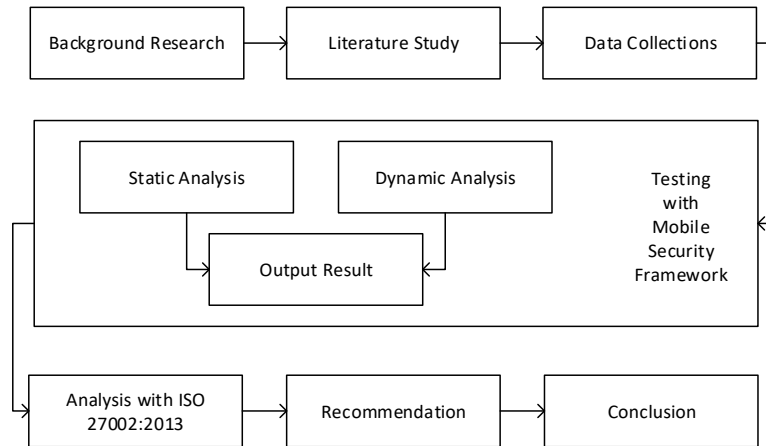 Background Research
Literature Study
Data Collections
Static Analysis
Dynamic Analysis
Output Result
Testing
with
Mobile
Security
Framework
Analysis with ISO
27002:2013
Recommendation
Conclusion